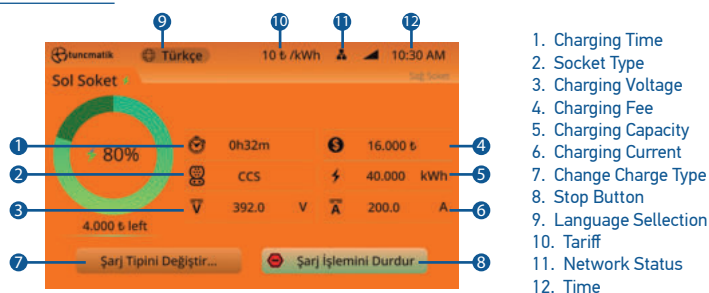 9 10 11 12
tuncmatik Türkçe 10 ₺ /kWh 10:30 AM
Sol Soket Sağ Soket
1 80% 0h32m 16.000 ₺ 4
2 CCS 40.000 kWh 5
3 V 392.0 V A 200.0 A 6
4.000 ₺ left
7 Şarj Tipini Değiştir... Şarj İşlemini Durdur 8
1. Charging Time
2. Socket Type
3. Charging Voltage
4. Charging Fee
5. Charging Capacity
6. Charging Current
7. Change Charge Type
8. Stop Button
9. Language Sellection
10. Tariff
11. Network Status
12. Time